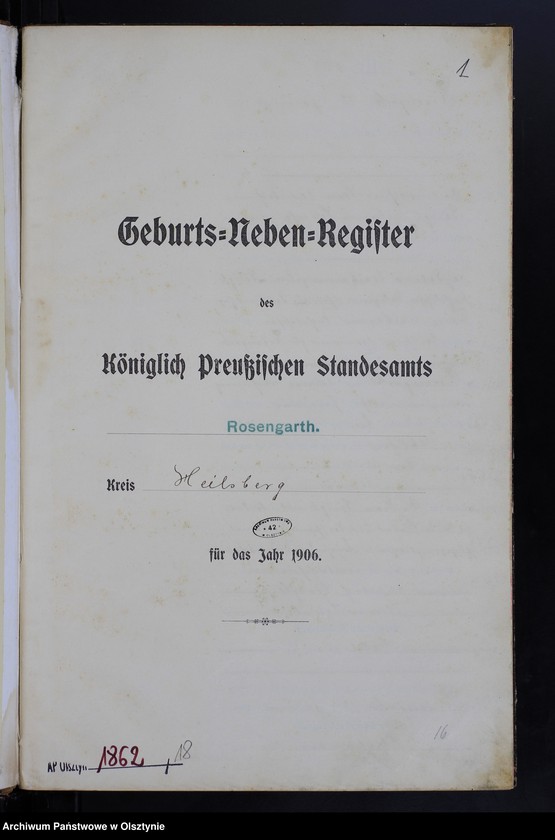 1
Geburts=Neben=Register
des
Königlich Preußischen Standesamts
Rosengarth.
Kreis Heilsberg
42
für das Jahr 1906.
16
AP Olsztyn 1862, 18
Archiwum Państwowe w Olsztynie